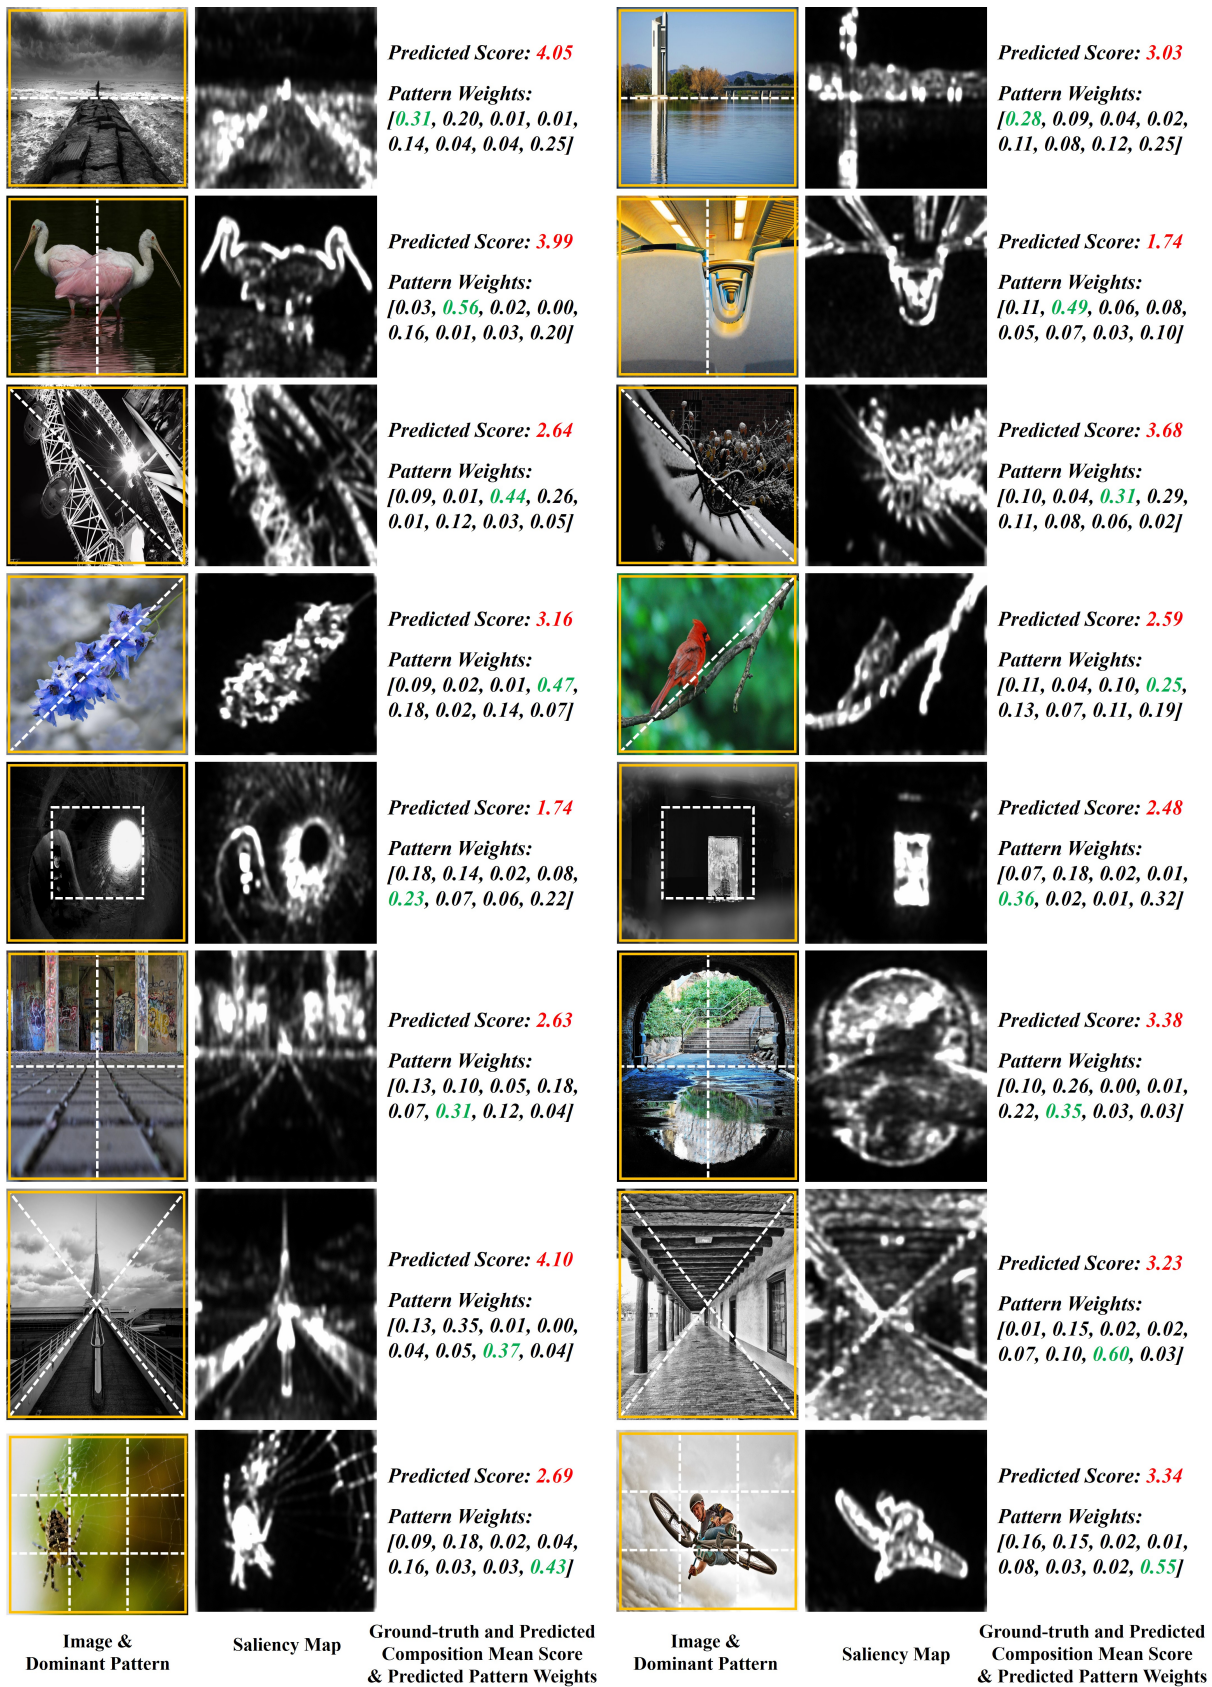 Predicted Score: 4.05
Pattern Weights:
[0.31, 0.20, 0.01, 0.01,
0.14, 0.04, 0.04, 0.25]
Predicted Score: 3.03
Pattern Weights:
[0.28, 0.09, 0.04, 0.02,
0.11, 0.08, 0.12, 0.25]
Predicted Score: 3.99
Pattern Weights:
[0.03, 0.56, 0.02, 0.00,
0.16, 0.01, 0.03, 0.20]
Predicted Score: 1.74
Pattern Weights:
[0.11, 0.49, 0.06, 0.08,
0.05, 0.07, 0.03, 0.10]
Predicted Score: 2.64
Pattern Weights:
[0.09, 0.01, 0.44, 0.26,
0.01, 0.12, 0.03, 0.05]
Predicted Score: 3.68
Pattern Weights:
[0.10, 0.04, 0.31, 0.29,
0.11, 0.08, 0.06, 0.02]
Predicted Score: 3.16
Pattern Weights:
[0.09, 0.02, 0.01, 0.47,
0.18, 0.02, 0.14, 0.07]
Predicted Score: 2.59
Pattern Weights:
[0.11, 0.04, 0.10, 0.25,
0.13, 0.07, 0.11, 0.19]
Predicted Score: 1.74
Pattern Weights:
[0.18, 0.14, 0.02, 0.08,
0.23, 0.07, 0.06, 0.22]
Predicted Score: 2.48
Pattern Weights:
[0.07, 0.18, 0.02, 0.01,
0.36, 0.02, 0.01, 0.32]
Predicted Score: 2.63
Pattern Weights:
[0.13, 0.10, 0.05, 0.18,
0.07, 0.31, 0.12, 0.04]
Predicted Score: 3.38
Pattern Weights:
[0.10, 0.26, 0.00, 0.01,
0.22, 0.35, 0.03, 0.03]
Predicted Score: 4.10
Pattern Weights:
[0.13, 0.35, 0.01, 0.00,
0.04, 0.05, 0.37, 0.04]
Predicted Score: 3.23
Pattern Weights:
[0.01, 0.15, 0.02, 0.02,
0.07, 0.10, 0.60, 0.03]
Predicted Score: 2.69
Pattern Weights:
[0.09, 0.18, 0.02, 0.04,
0.16, 0.03, 0.03, 0.43]
Predicted Score: 3.34
Pattern Weights:
[0.16, 0.15, 0.02, 0.01,
0.08, 0.03, 0.02, 0.55]
Image &
Dominant Pattern
Saliency Map
Ground-truth and Predicted
Composition Mean Score
& Predicted Pattern Weights
Image &
Dominant Pattern
Saliency Map
Ground-truth and Predicted
Composition Mean Score
& Predicted Pattern Weights